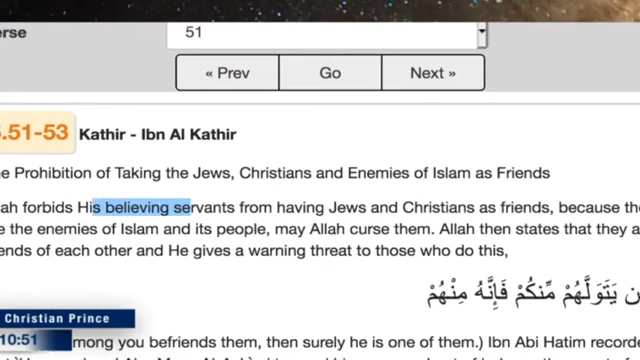 erse
51
« Prev
Go
Next »
.51-53
Kathir - Ibn Al Kathir
e Prohibition of Taking the Jews, Christians and Enemies of Islam as Friends
ah forbids His believing servants from having Jews and Christians as friends, because the
e the enemies of Islam and its people, may Allah curse them. Allah then states that they a
ends of each other and He gives a warning threat to those who do this,
ن يَتَوَلَّهُمْ مِّنكُمْ فَإِنَّهُ مِنْهُمْ
Christian Prince
10:51
mong you befriends them, then surely he is one of them.) Ibn Abi Hatim recorde